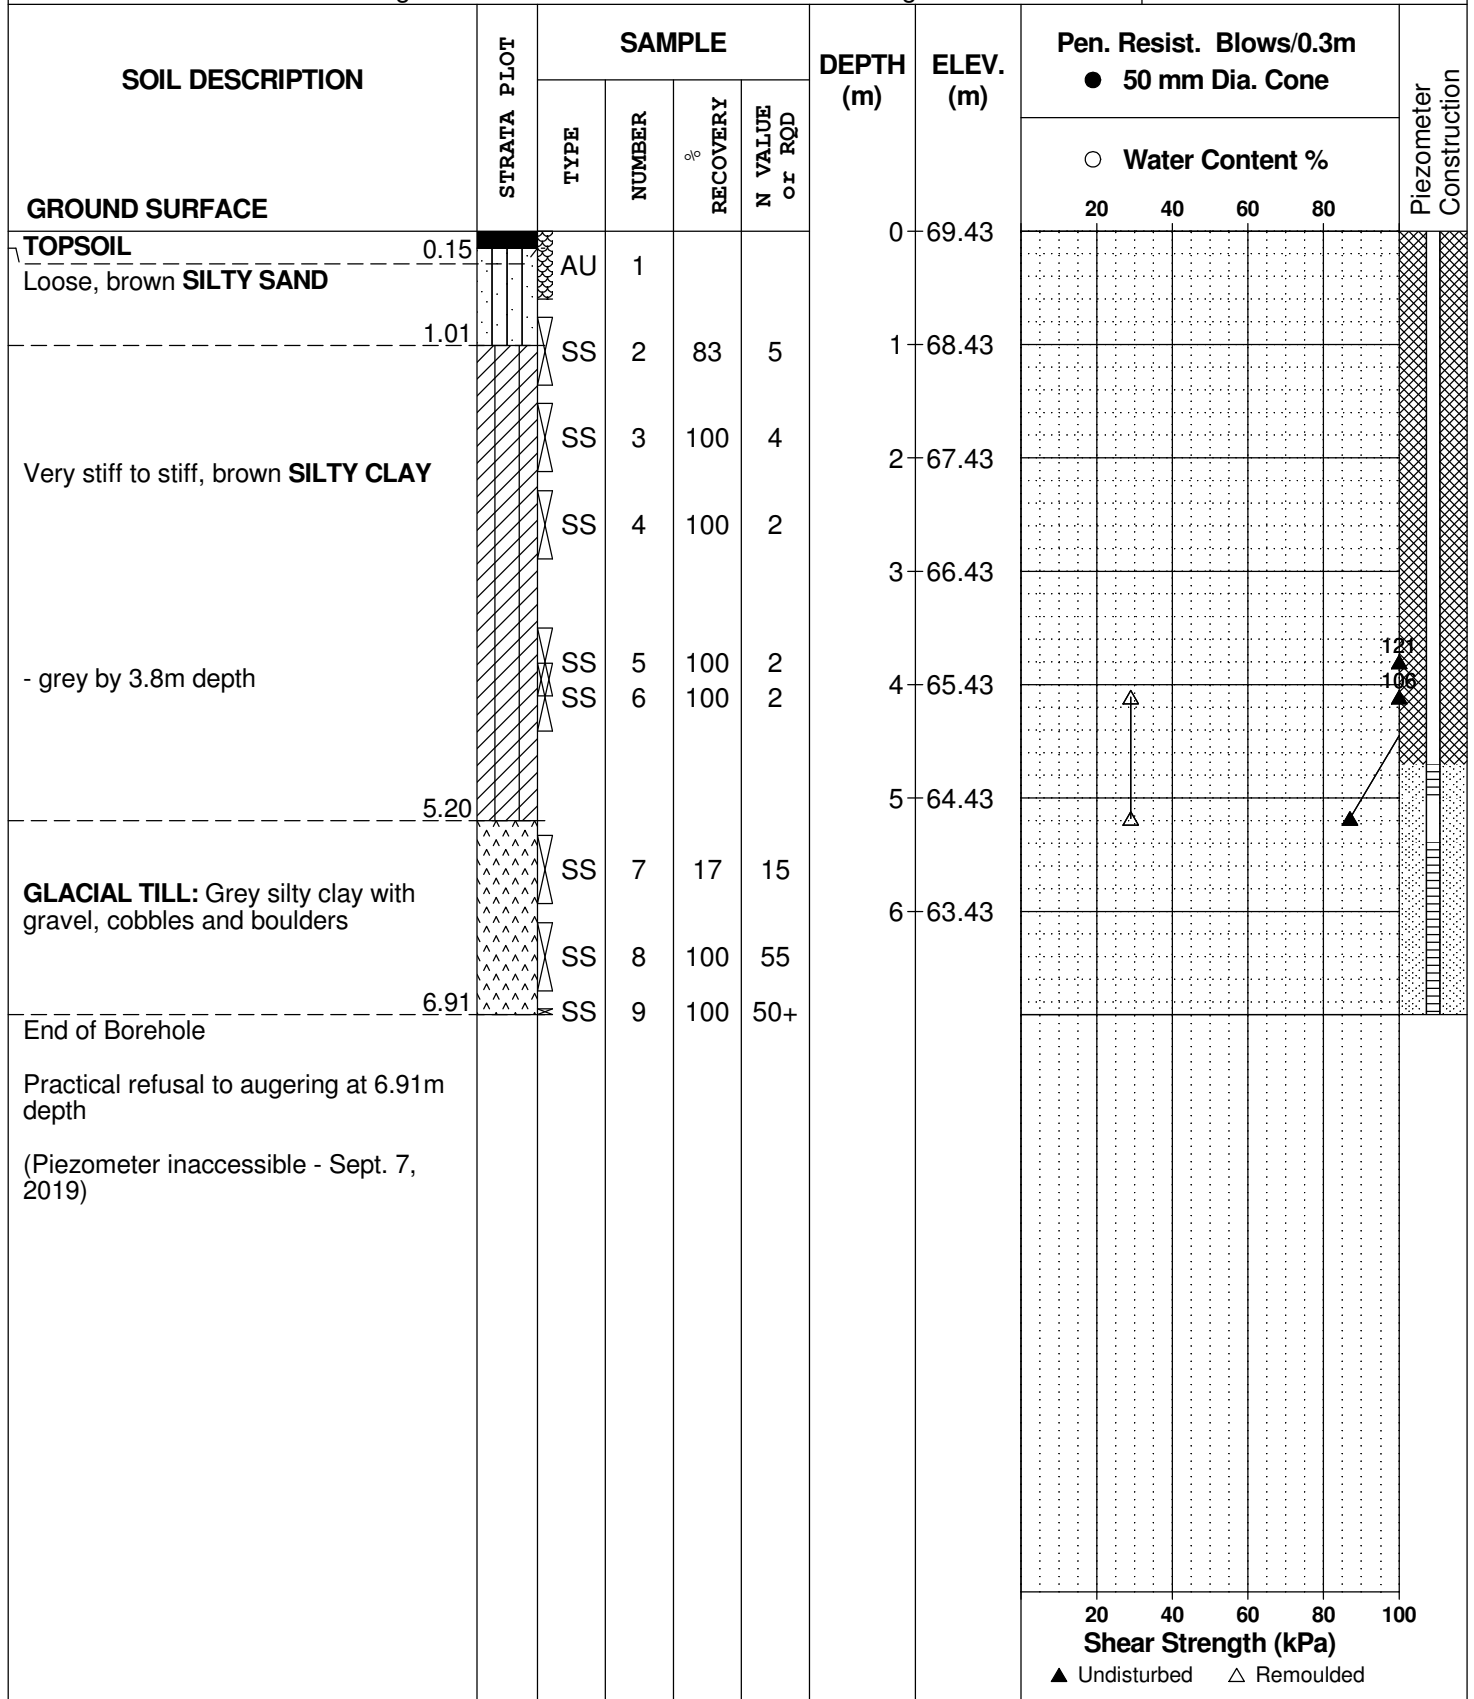 SOIL DESCRIPTION
GROUND SURFACE
STRATA PLOT
SAMPLE
TYPE
NUMBER
%
RECOVERY
N VALUE
or RQD
DEPTH
(m)
ELEV.
(m)
Pen. Resist. Blows/0.3m
● 50 mm Dia. Cone
○ Water Content %
20 40 60 80
Piezometer
Construction
0 69.43
TOPSOIL 0.15
AU 1
Loose, brown SILTY SAND
1.01
SS 2 83 5
1 68.43
SS 3 100 4
2 67.43
Very stiff to stiff, brown SILTY CLAY
SS 4 100 2
3 66.43
121
SS 5 100 2
- grey by 3.8m depth
106
4 65.43
SS 6 100 2
5.20
5 64.43
SS 7 17 15
GLACIAL TILL: Grey silty clay with
gravel, cobbles and boulders
6 63.43
SS 8 100 55
6.91
SS 9 100 50+
End of Borehole
Practical refusal to augering at 6.91m
depth
(Piezometer inaccessible - Sept. 7,
2019)
20 40 60 80 100
Shear Strength (kPa)
▲ Undisturbed △ Remoulded